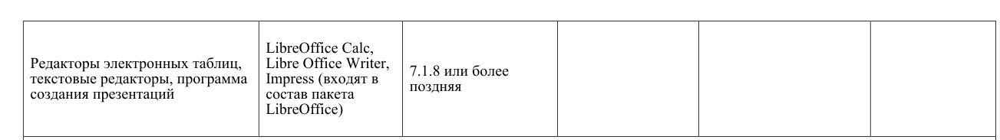 Редакторы электронных таблиц,
текстовые редакторы, программа
создания презентаций
LibreOffice Calc,
Libre Office Writer,
Impress (входят в
состав пакета
LibreOffice)
7.1.8 или более
поздняя